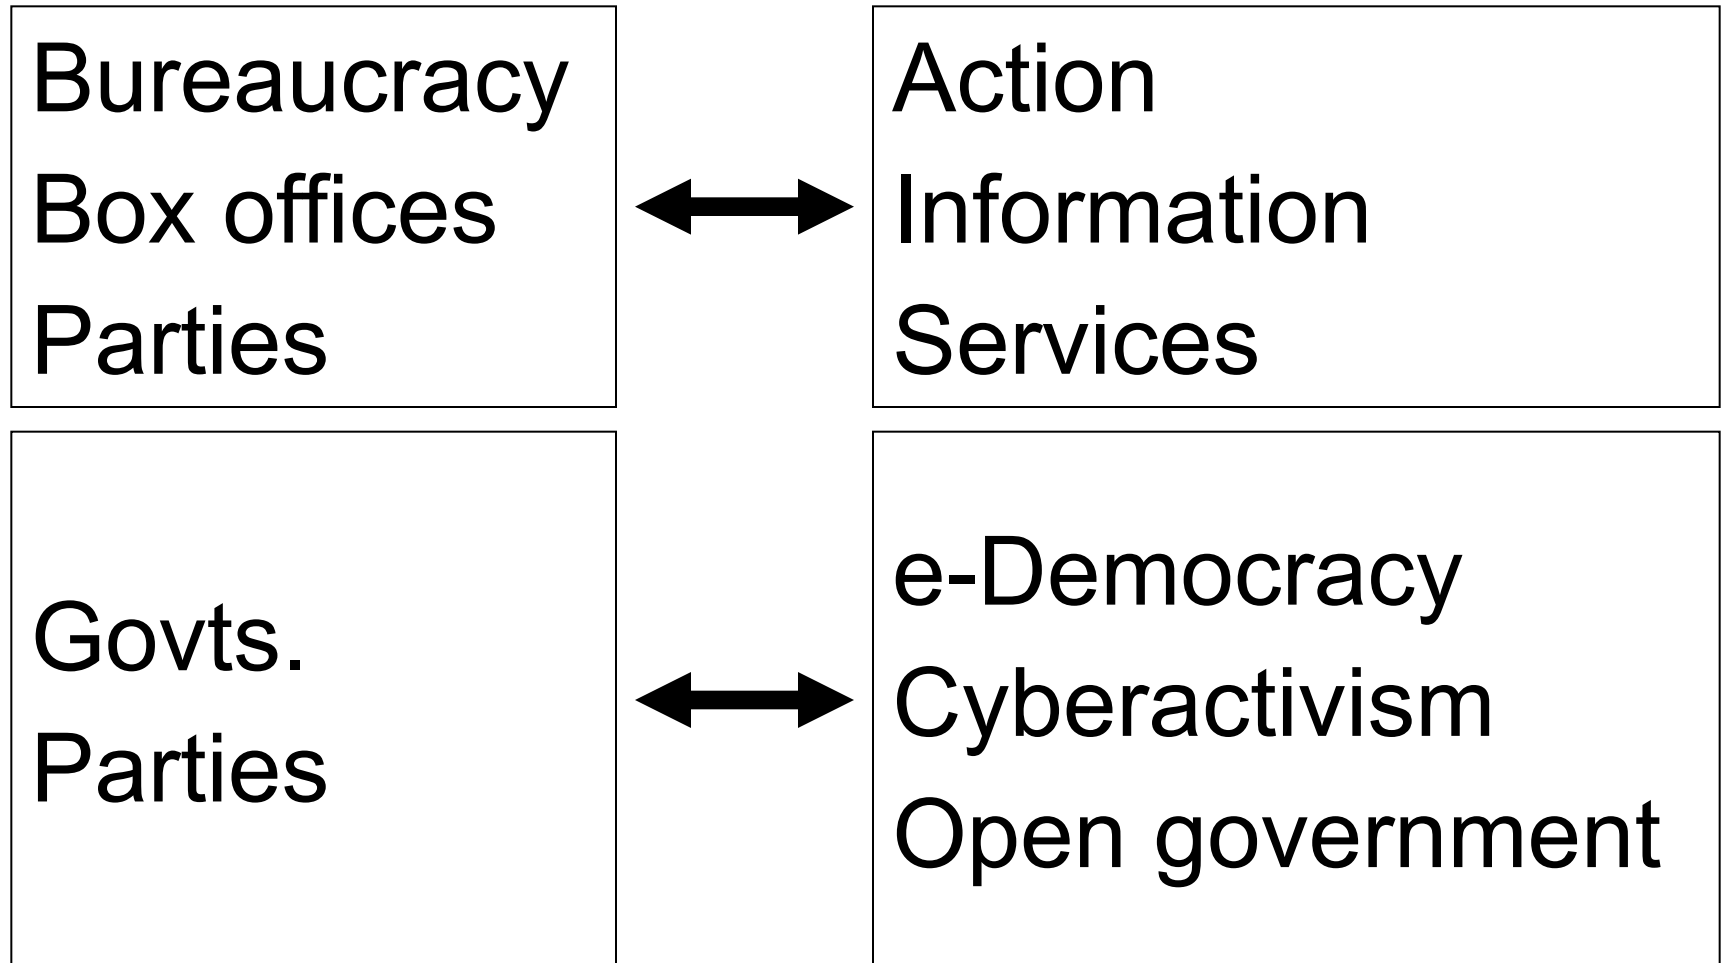 Bureaucracy
Box offices
Parties
Action
Information
Services
Govts.
Parties
e-Democracy
Cyberactivism
Open government